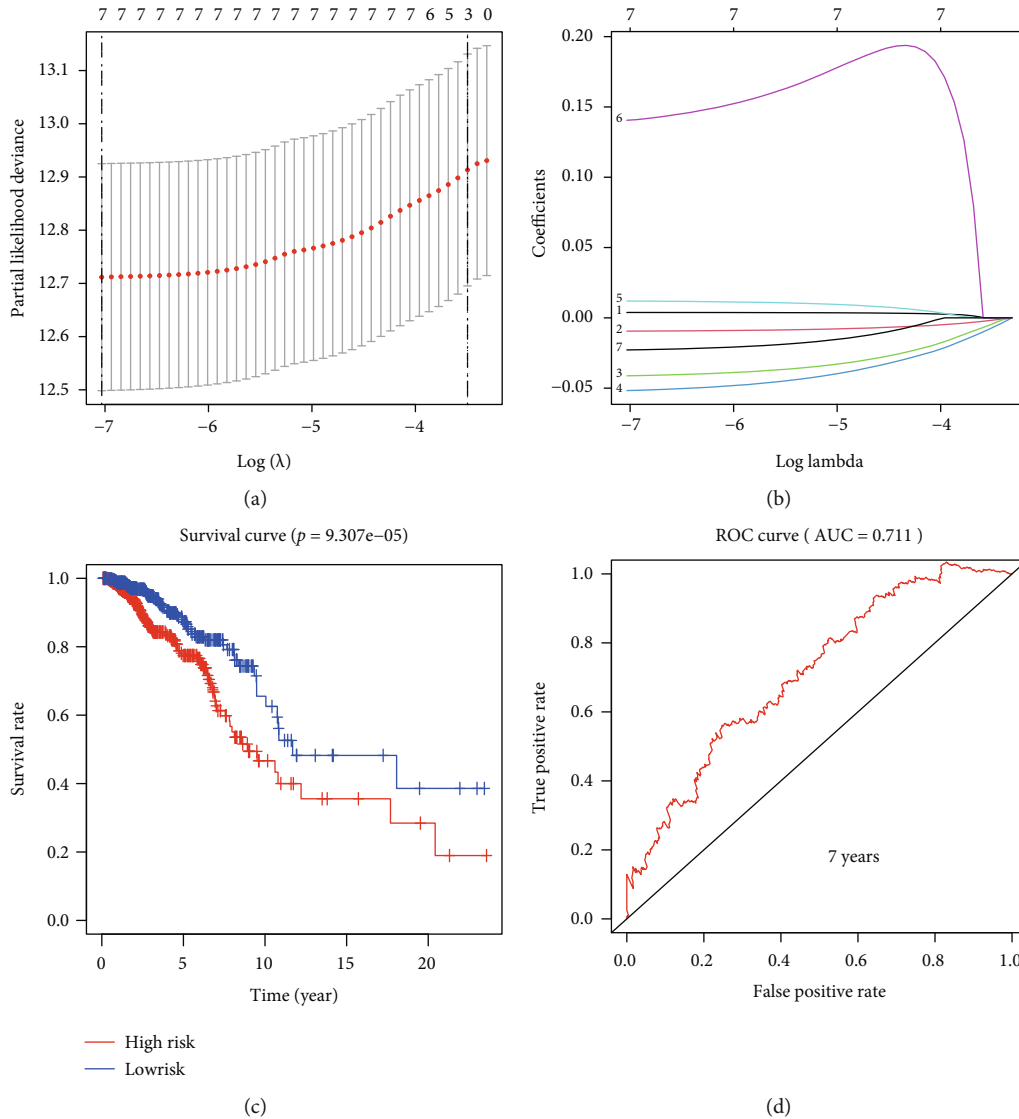 7 7 7 7 7 7 7 7 7 7 7 7 7 7 7 7 7 6 5 3 0
Partial likelihood deviance
13.1
13.0
12.9
12.8
12.7
12.6
12.5
−7 −6 −5 −4
Log (λ)
(a)
7 7 7 7
Coefficients
0.20
0.15
0.10
0.05
0.00
−0.05
6
5
1
2
7
3
4
−7 −6 −5 −4
Log lambda
(b)
Survival curve (p = 9.307e−05)
Survival rate
1.0
0.8
0.6
0.4
0.2
0.0
0 5 10 15 20
Time (year)
High risk
Lowrisk
(c)
ROC curve ( AUC = 0.711 )
True positive rate
1.0
0.8
0.6
0.4
0.2
0.0
7 years
0.0 0.2 0.4 0.6 0.8 1.0
False positive rate
(d)